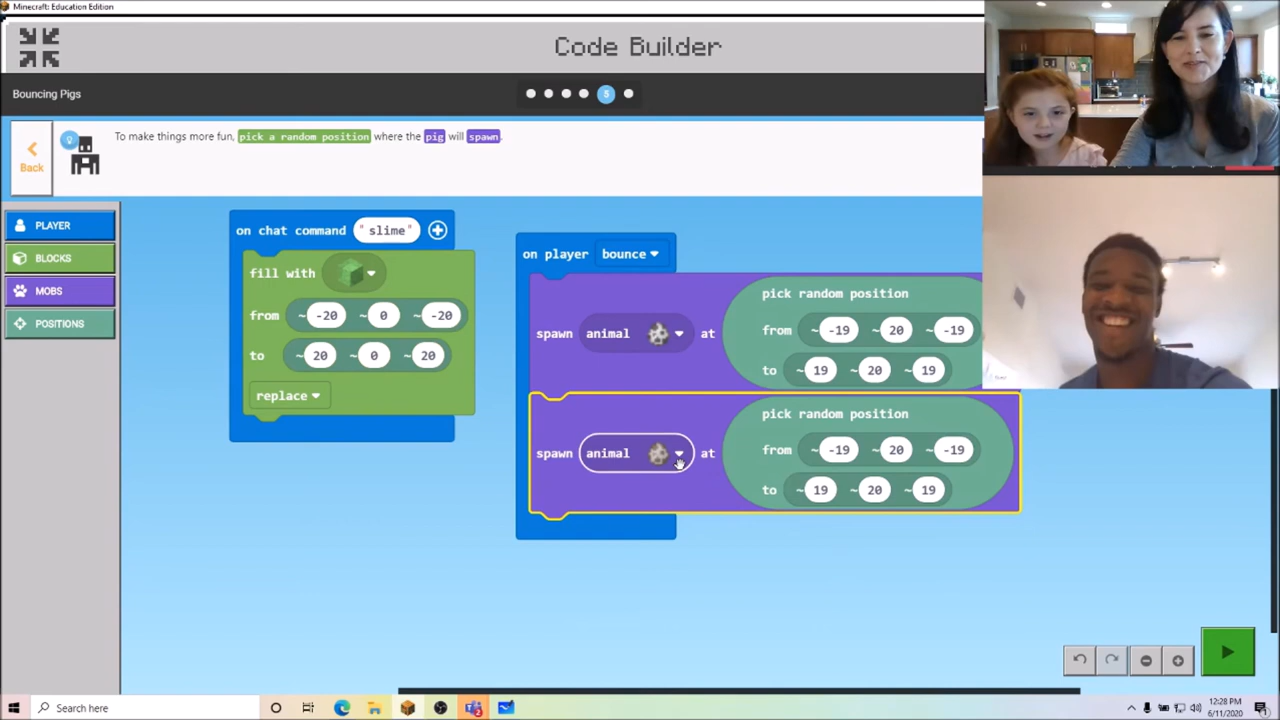 Minecraft: Education Edition
Code Builder
Bouncing Pigs
5
To make things more fun, pick a random position where the pig will spawn.
Back
PLAYER
BLOCKS
MOBS
POSITIONS
on chat command "slime"
fill with
from ~ -20 ~ 0 ~ -20
to ~ 20 ~ 0 ~ 20
replace
on player bounce
spawn animal at
pick random position
from ~ -19 ~ 20 ~ -19
to ~ 19 ~ 20 ~ 19
spawn animal at
pick random position
from ~ -19 ~ 20 ~ -19
to ~ 19 ~ 20 ~ 19
Search here
12:28 PM
6/11/2020